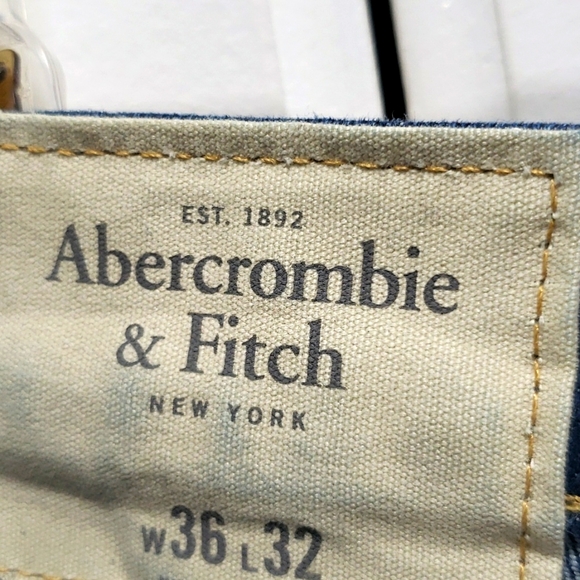 EST. 1892
Abercrombie
& Fitch
NEW YORK
W36 L32